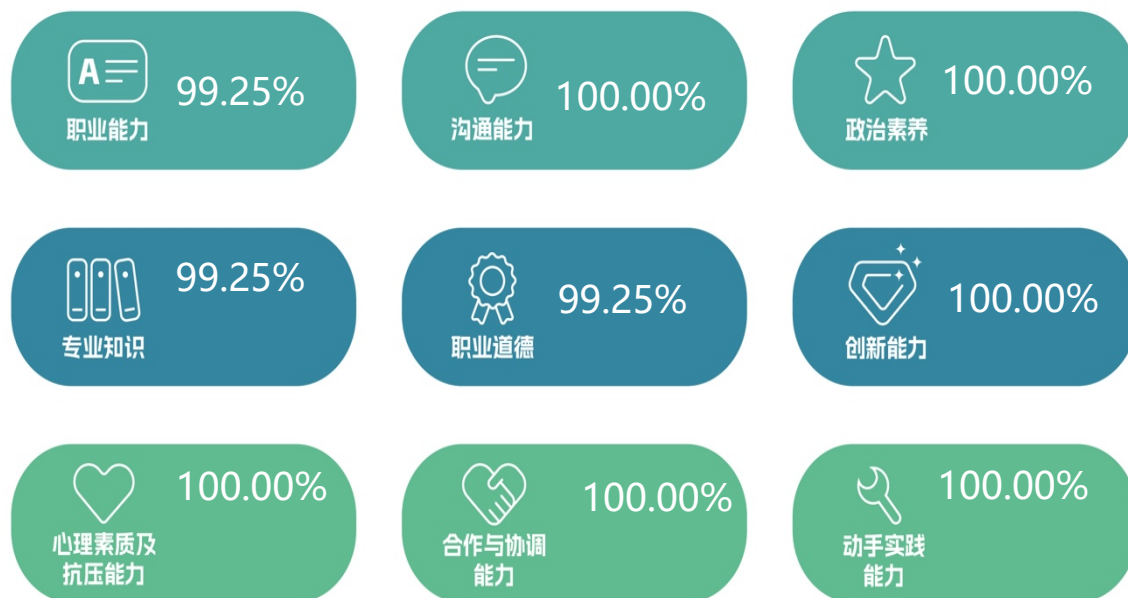 A
99.25%
职业能力
100.00%
沟通能力
100.00%
政治素养
99.25%
专业知识
99.25%
职业道德
100.00%
创新能力
100.00%
心理素质及
抗压能力
100.00%
合作与协调
能力
100.00%
动手实践
能力